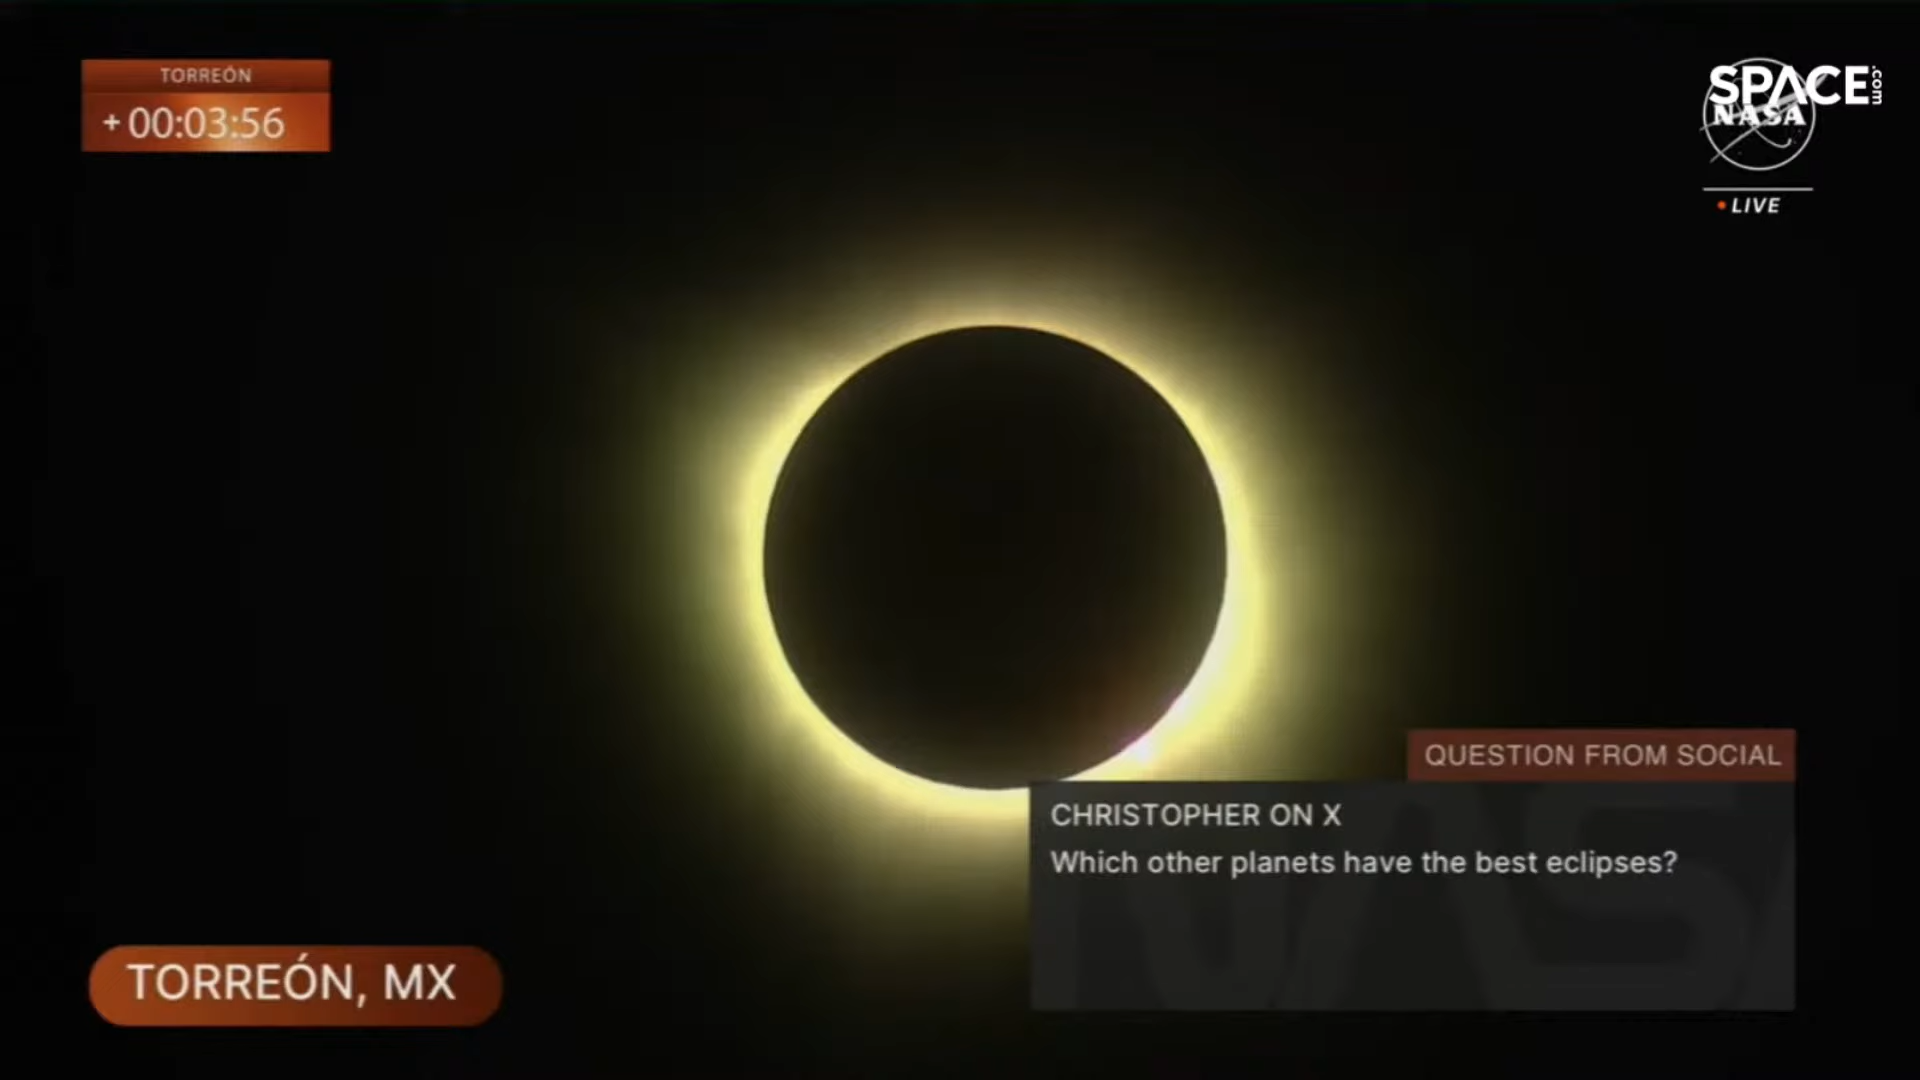 TORREÓN
+ 00:03:56
SPACE.com
NASA
LIVE
QUESTION FROM SOCIAL
CHRISTOPHER ON X
Which other planets have the best eclipses?
NASA
TORREÓN, MX